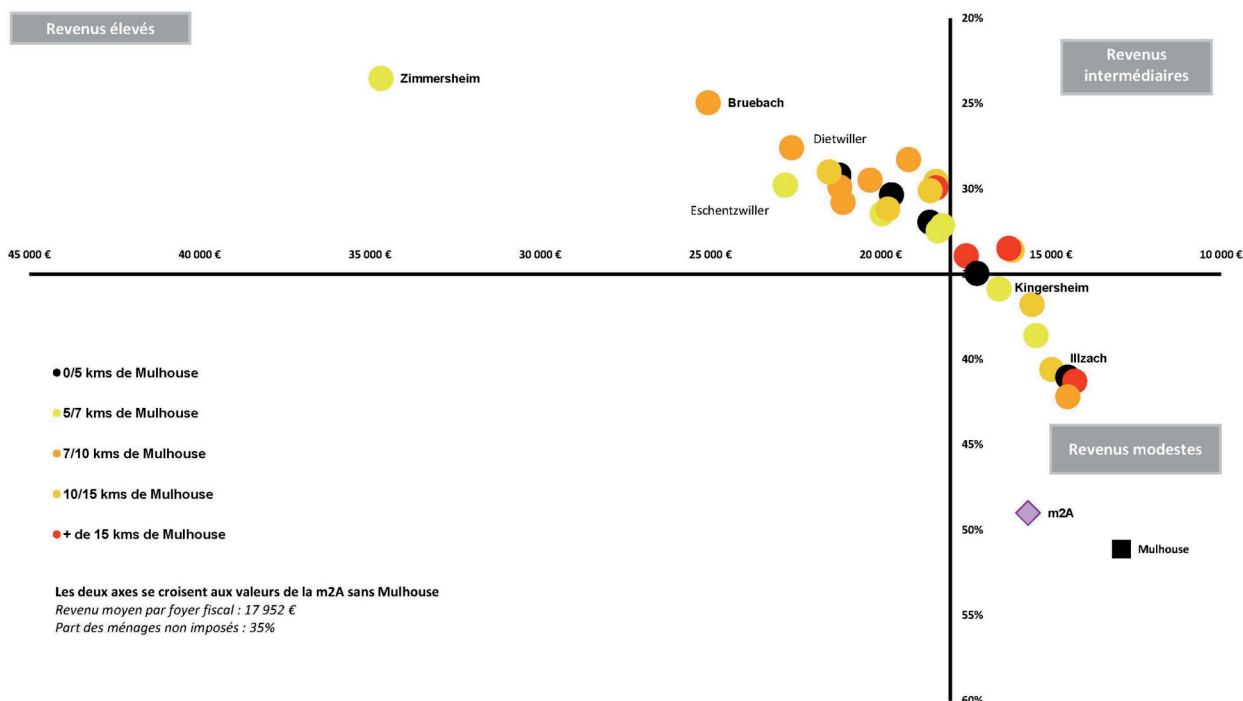 Revenus élevés
20%
Revenus
intermédiaires
Zimmersheim
25%
Bruebach
Dietwiller
30%
Eschentzwiller
45 000 €
40 000 €
35 000 €
30 000 €
25 000 €
20 000 €
15 000 €
10 000 €
Kingersheim
Illzach
40%
0/5 kms de Mulhouse
5/7 kms de Mulhouse
45%
Revenus modestes
7/10 kms de Mulhouse
10/15 kms de Mulhouse
m2A
50%
+ de 15 kms de Mulhouse
Mulhouse
Les deux axes se croisent aux valeurs de la m2A sans Mulhouse
Revenu moyen par foyer fiscal : 17 952 €
Part des ménages non imposés : 35%
55%
60%